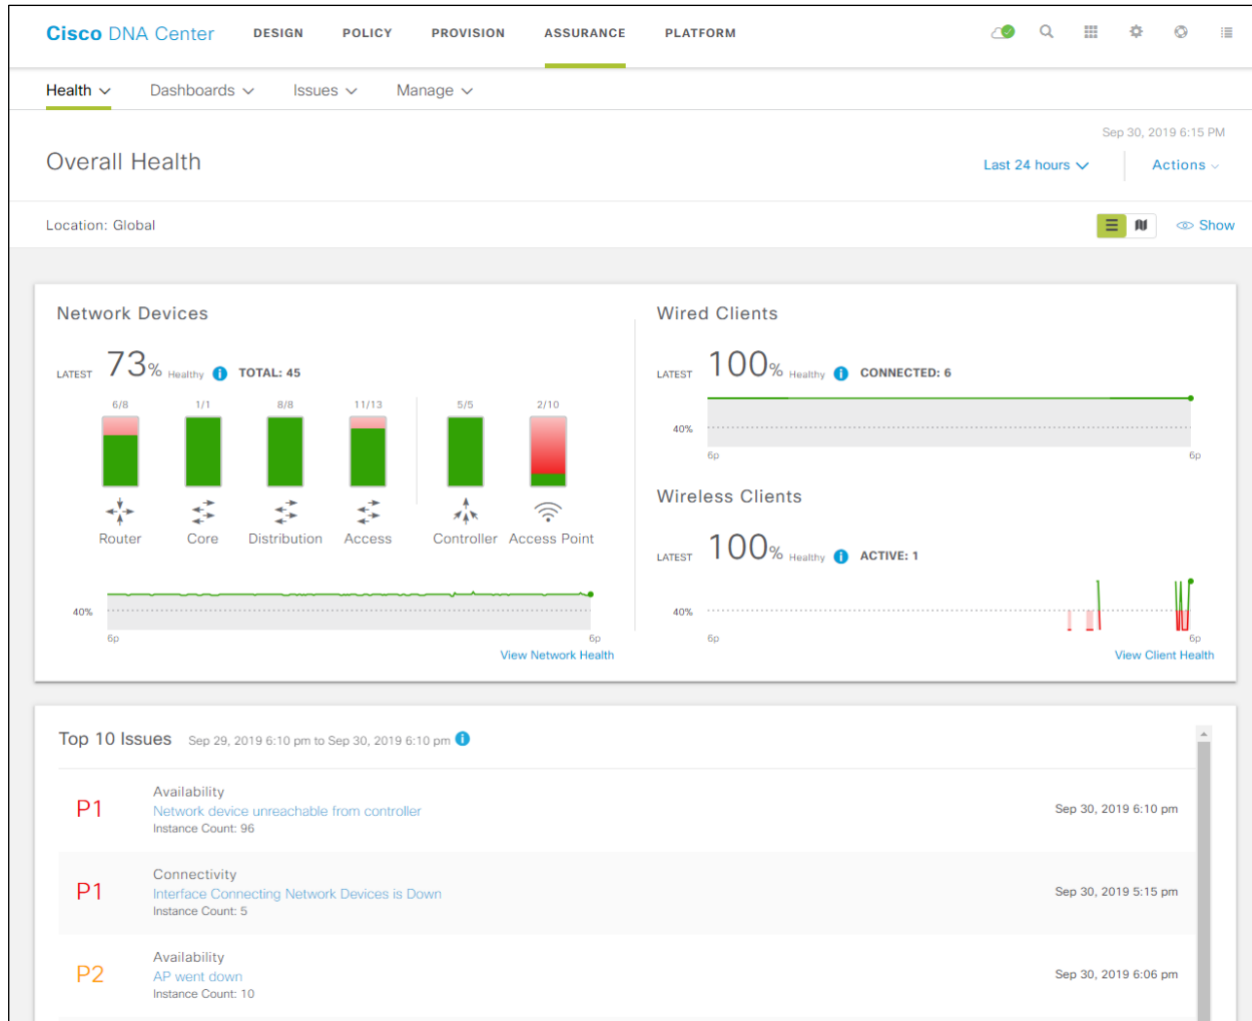 Cisco DNA Center DESIGN POLICY PROVISION ASSURANCE PLATFORM
Health Dashboards Issues Manage
Sep 30, 2019 6:15 PM
Overall Health
Last 24 hours Actions
Location: Global
Show
Network Devices
LATEST 73% Healthy TOTAL: 45
6/8 1/1 8/8 11/13 5/5 2/10
Router Core Distribution Access Controller Access Point
40%
6p 6p
View Network Health
Wired Clients
LATEST 100% Healthy CONNECTED: 6
40%
6p 6p
Wireless Clients
LATEST 100% Healthy ACTIVE: 1
40%
6p 6p
View Client Health
Top 10 Issues Sep 29, 2019 6:10 pm to Sep 30, 2019 6:10 pm
P1
Availability
Network device unreachable from controller
Instance Count: 96
Sep 30, 2019 6:10 pm
P1
Connectivity
Interface Connecting Network Devices is Down
Instance Count: 5
Sep 30, 2019 5:15 pm
P2
Availability
AP went down
Instance Count: 10
Sep 30, 2019 6:06 pm